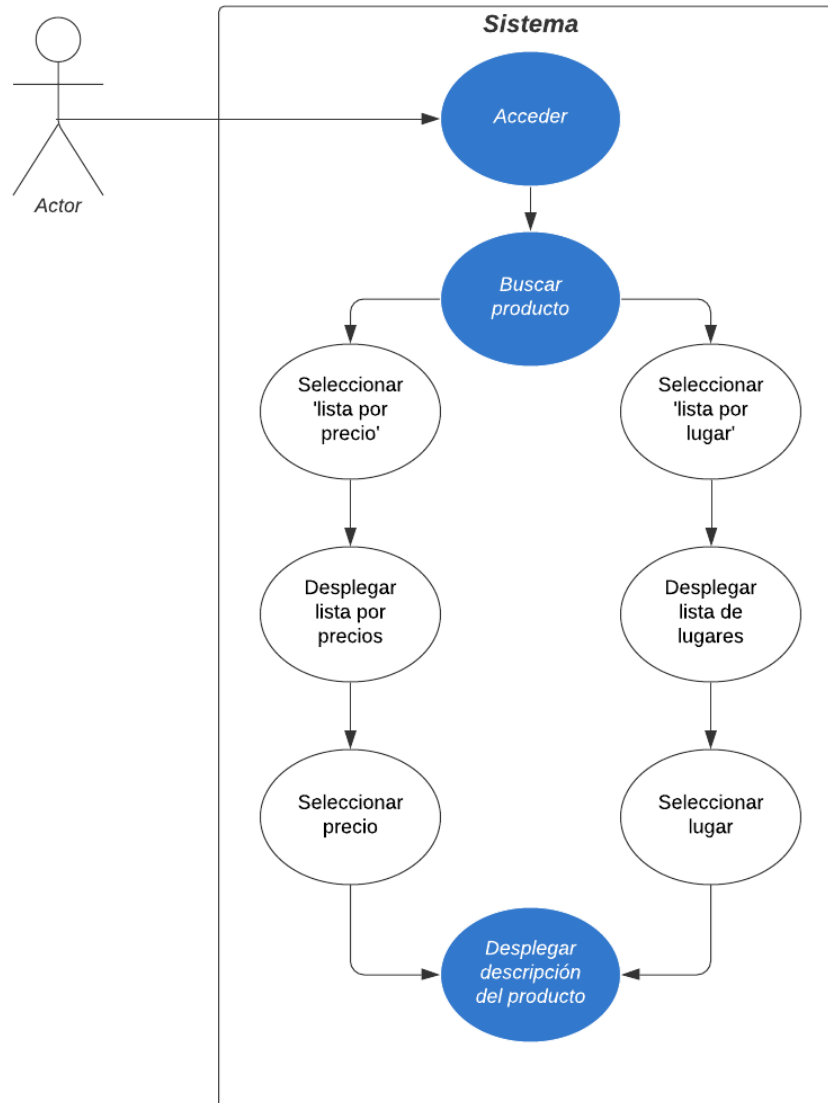 Sistema
Acceder
Actor
Buscar
producto
Seleccionar
'lista por
precio'
Seleccionar
'lista por
lugar'
Desplegar
lista por
precios
Desplegar
lista de
lugares
Seleccionar
precio
Seleccionar
lugar
Desplegar
descripción
del producto